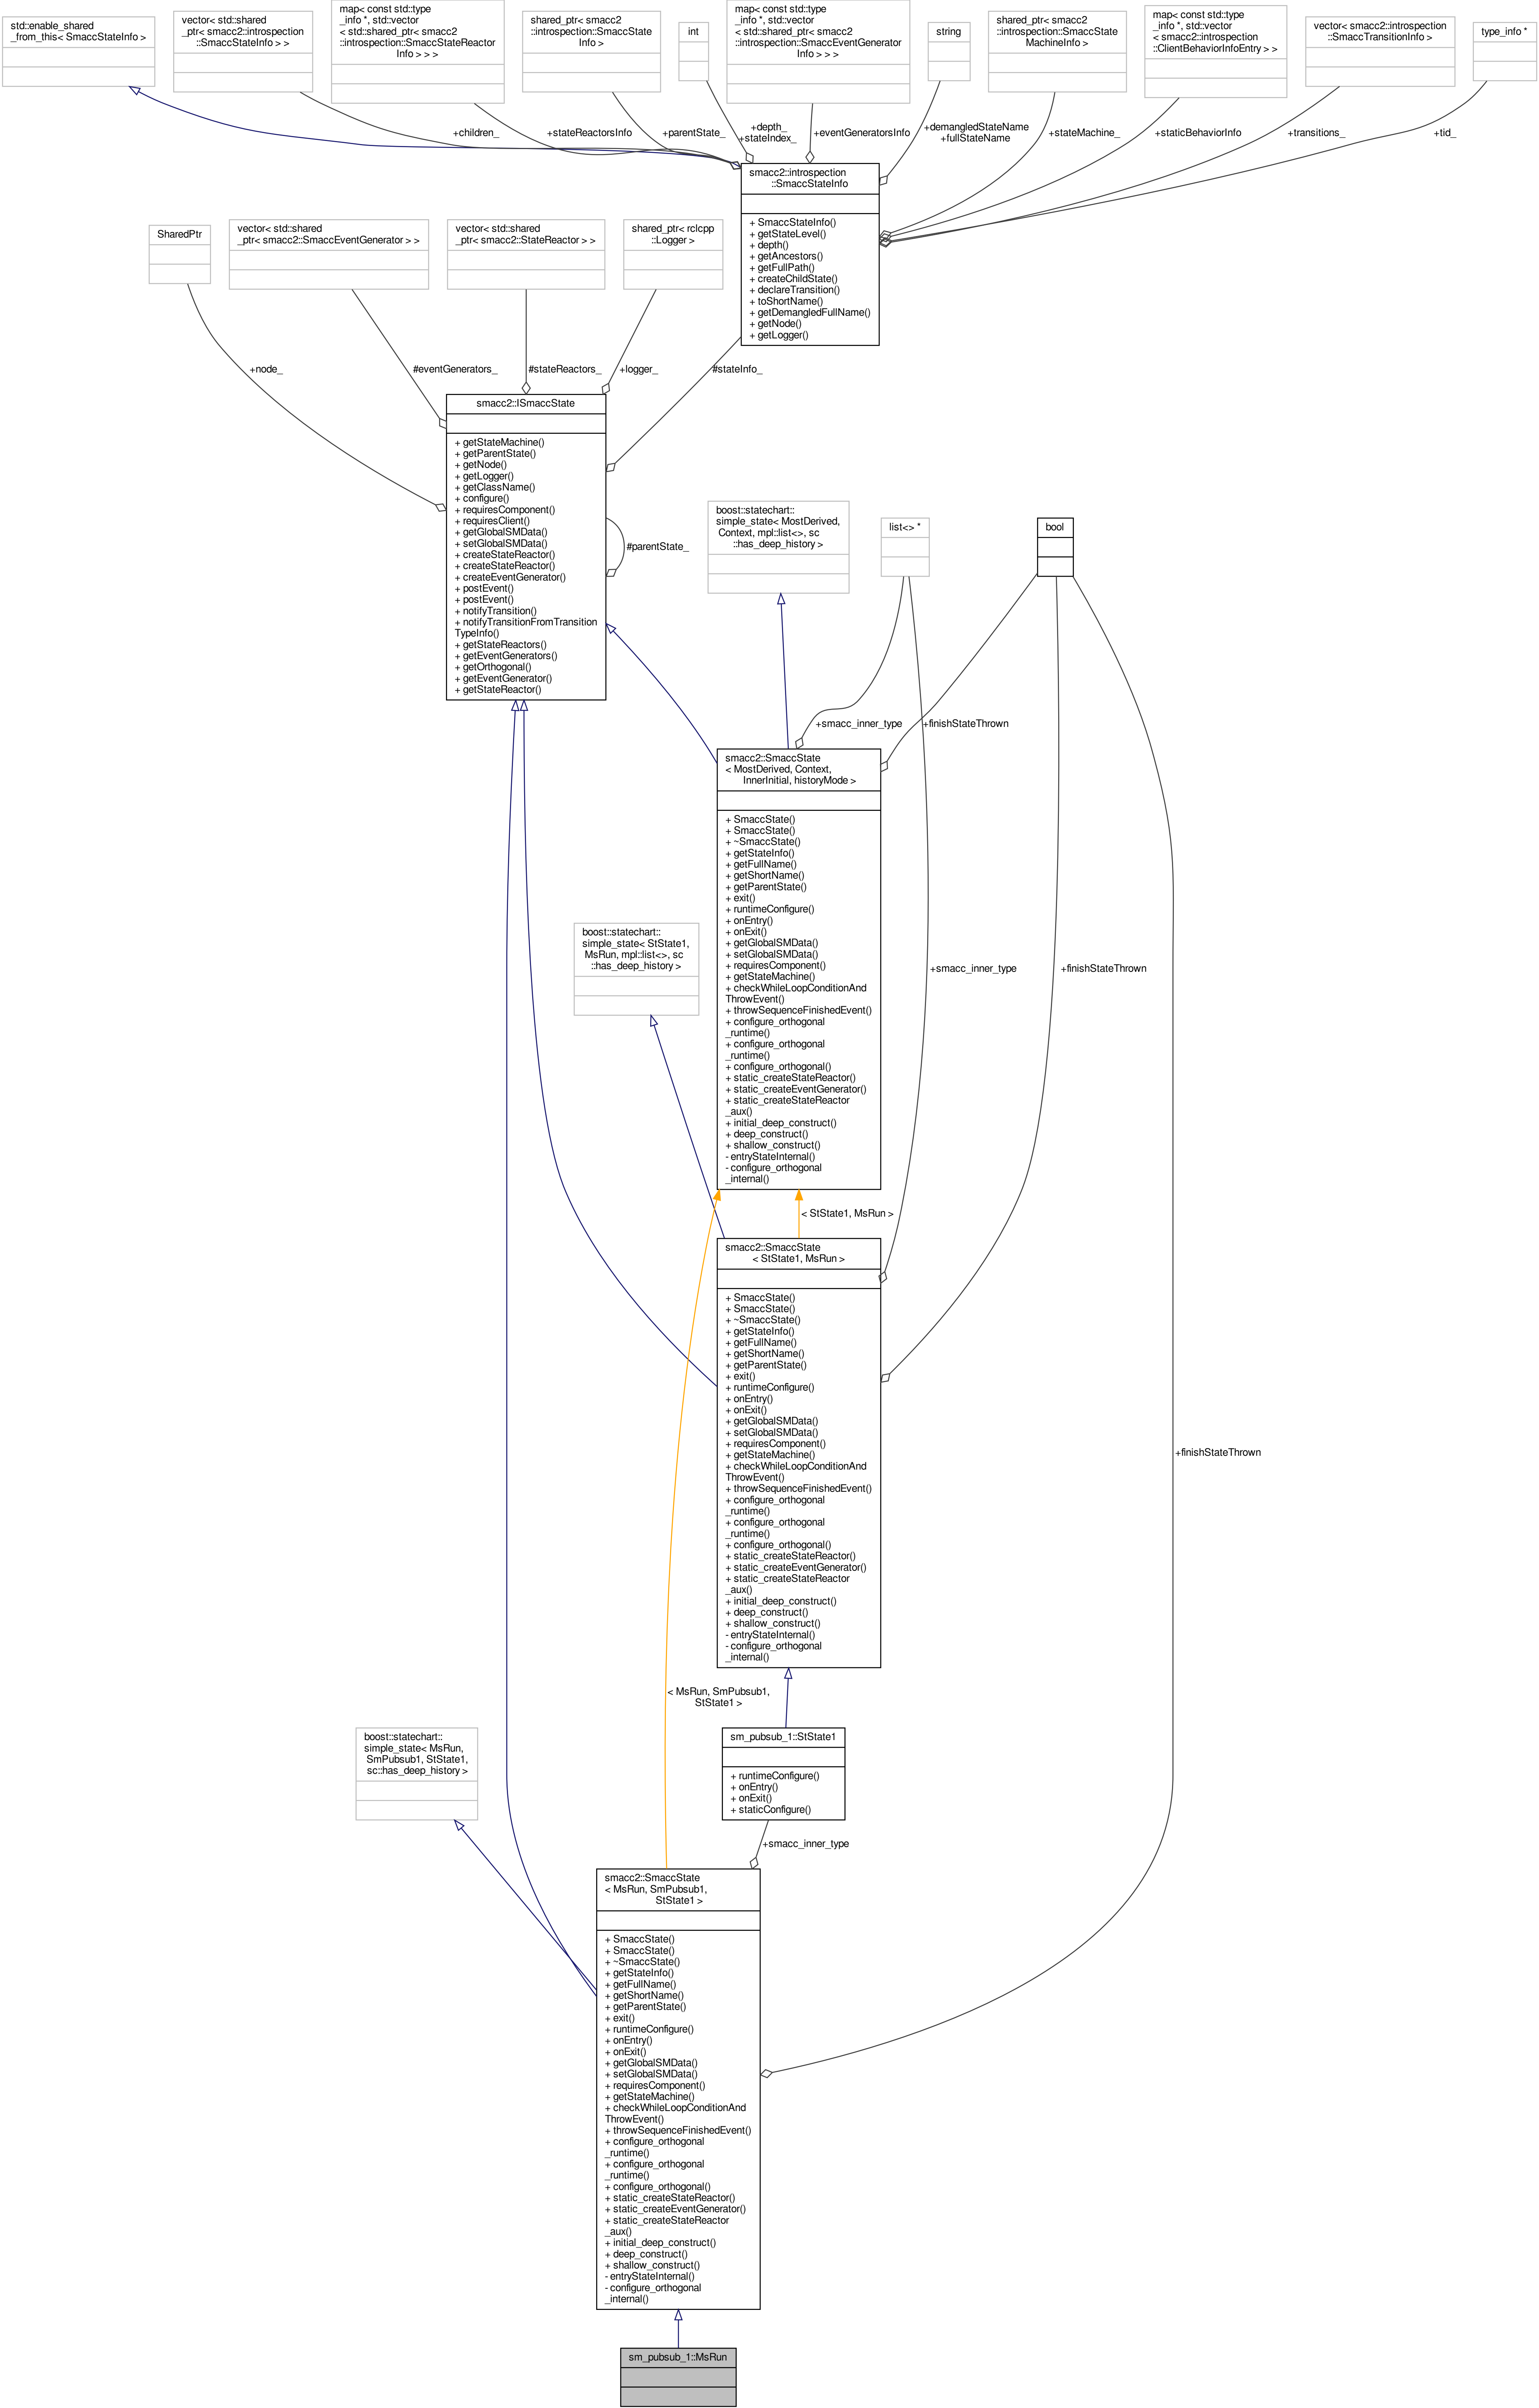 std::enable_shared
_from_this< SmaccStateInfo >
vector< std::shared
_ptr< smacc2::introspection
::SmaccStateInfo > >
map< const std::type
_info *, std::vector
< std::shared_ptr< smacc2
::introspection::SmaccStateReactor
Info > > >
shared_ptr< smacc2
::introspection::SmaccState
Info >
int
map< const std::type
_info *, std::vector
< std::shared_ptr< smacc2
::introspection::SmaccEventGenerator
Info > > >
string
shared_ptr< smacc2
::introspection::SmaccState
MachineInfo >
map< const std::type
_info *, std::vector
< smacc2::introspection
::ClientBehaviorInfoEntry > >
vector< smacc2::introspection
::SmaccTransitionInfo >
type_info *
+children_
+stateReactorsInfo
+parentState_
+depth_
+stateIndex_
+eventGeneratorsInfo
+demangledStateName
+fullStateName
+stateMachine_
+staticBehaviorInfo
+transitions_
+tid_
smacc2::introspection
::SmaccStateInfo
+ SmaccStateInfo()
+ getStateLevel()
+ depth()
+ getAncestors()
+ getFullPath()
+ createChildState()
+ declareTransition()
+ toShortName()
+ getDemangledFullName()
+ getNode()
+ getLogger()
SharedPtr
vector< std::shared
_ptr< smacc2::SmaccEventGenerator > >
vector< std::shared
_ptr< smacc2::StateReactor > >
shared_ptr< rclcpp
::Logger >
+node_
#eventGenerators_
#stateReactors_
+logger_
#stateInfo_
smacc2::ISmaccState
+ getStateMachine()
+ getParentState()
+ getNode()
+ getLogger()
+ getClassName()
+ configure()
+ requiresComponent()
+ requiresClient()
+ getGlobalSMData()
+ setGlobalSMData()
+ createStateReactor()
+ createStateReactor()
+ createEventGenerator()
+ postEvent()
+ postEvent()
+ notifyTransition()
+ notifyTransitionFromTransition
TypeInfo()
+ getStateReactors()
+ getEventGenerators()
+ getOrthogonal()
+ getEventGenerator()
+ getStateReactor()
#parentState_
boost::statechart::
simple_state< MostDerived,
Context, mpl::list<>, sc
::has_deep_history >
list<> *
bool
+smacc_inner_type
+finishStateThrown
smacc2::SmaccState
< MostDerived, Context,
InnerInitial, historyMode >
+ SmaccState()
+ SmaccState()
+ ~SmaccState()
+ getStateInfo()
+ getFullName()
+ getShortName()
+ getParentState()
+ exit()
+ runtimeConfigure()
+ onEntry()
+ onExit()
+ getGlobalSMData()
+ setGlobalSMData()
+ requiresComponent()
+ getStateMachine()
+ checkWhileLoopConditionAnd
ThrowEvent()
+ throwSequenceFinishedEvent()
+ configure_orthogonal
_runtime()
+ configure_orthogonal
_runtime()
+ configure_orthogonal()
+ static_createStateReactor()
+ static_createEventGenerator()
+ static_createStateReactor
_aux()
+ initial_deep_construct()
+ deep_construct()
+ shallow_construct()
- entryStateInternal()
- configure_orthogonal
_internal()
boost::statechart::
simple_state< StState1,
MsRun, mpl::list<>, sc
::has_deep_history >
+smacc_inner_type
+finishStateThrown
< StState1, MsRun >
smacc2::SmaccState
< StState1, MsRun >
+ SmaccState()
+ SmaccState()
+ ~SmaccState()
+ getStateInfo()
+ getFullName()
+ getShortName()
+ getParentState()
+ exit()
+ runtimeConfigure()
+ onEntry()
+ onExit()
+ getGlobalSMData()
+ setGlobalSMData()
+ requiresComponent()
+ getStateMachine()
+ checkWhileLoopConditionAnd
ThrowEvent()
+ throwSequenceFinishedEvent()
+ configure_orthogonal
_runtime()
+ configure_orthogonal
_runtime()
+ configure_orthogonal()
+ static_createStateReactor()
+ static_createEventGenerator()
+ static_createStateReactor
_aux()
+ initial_deep_construct()
+ deep_construct()
+ shallow_construct()
- entryStateInternal()
- configure_orthogonal
_internal()
+finishStateThrown
< MsRun, SmPubsub1,
StState1 >
boost::statechart::
simple_state< MsRun,
SmPubsub1, StState1,
sc::has_deep_history >
sm_pubsub_1::StState1
+ runtimeConfigure()
+ onEntry()
+ onExit()
+ staticConfigure()
+smacc_inner_type
smacc2::SmaccState
< MsRun, SmPubsub1,
StState1 >
+ SmaccState()
+ SmaccState()
+ ~SmaccState()
+ getStateInfo()
+ getFullName()
+ getShortName()
+ getParentState()
+ exit()
+ runtimeConfigure()
+ onEntry()
+ onExit()
+ getGlobalSMData()
+ setGlobalSMData()
+ requiresComponent()
+ getStateMachine()
+ checkWhileLoopConditionAnd
ThrowEvent()
+ throwSequenceFinishedEvent()
+ configure_orthogonal
_runtime()
+ configure_orthogonal
_runtime()
+ configure_orthogonal()
+ static_createStateReactor()
+ static_createEventGenerator()
+ static_createStateReactor
_aux()
+ initial_deep_construct()
+ deep_construct()
+ shallow_construct()
- entryStateInternal()
- configure_orthogonal
_internal()
sm_pubsub_1::MsRun